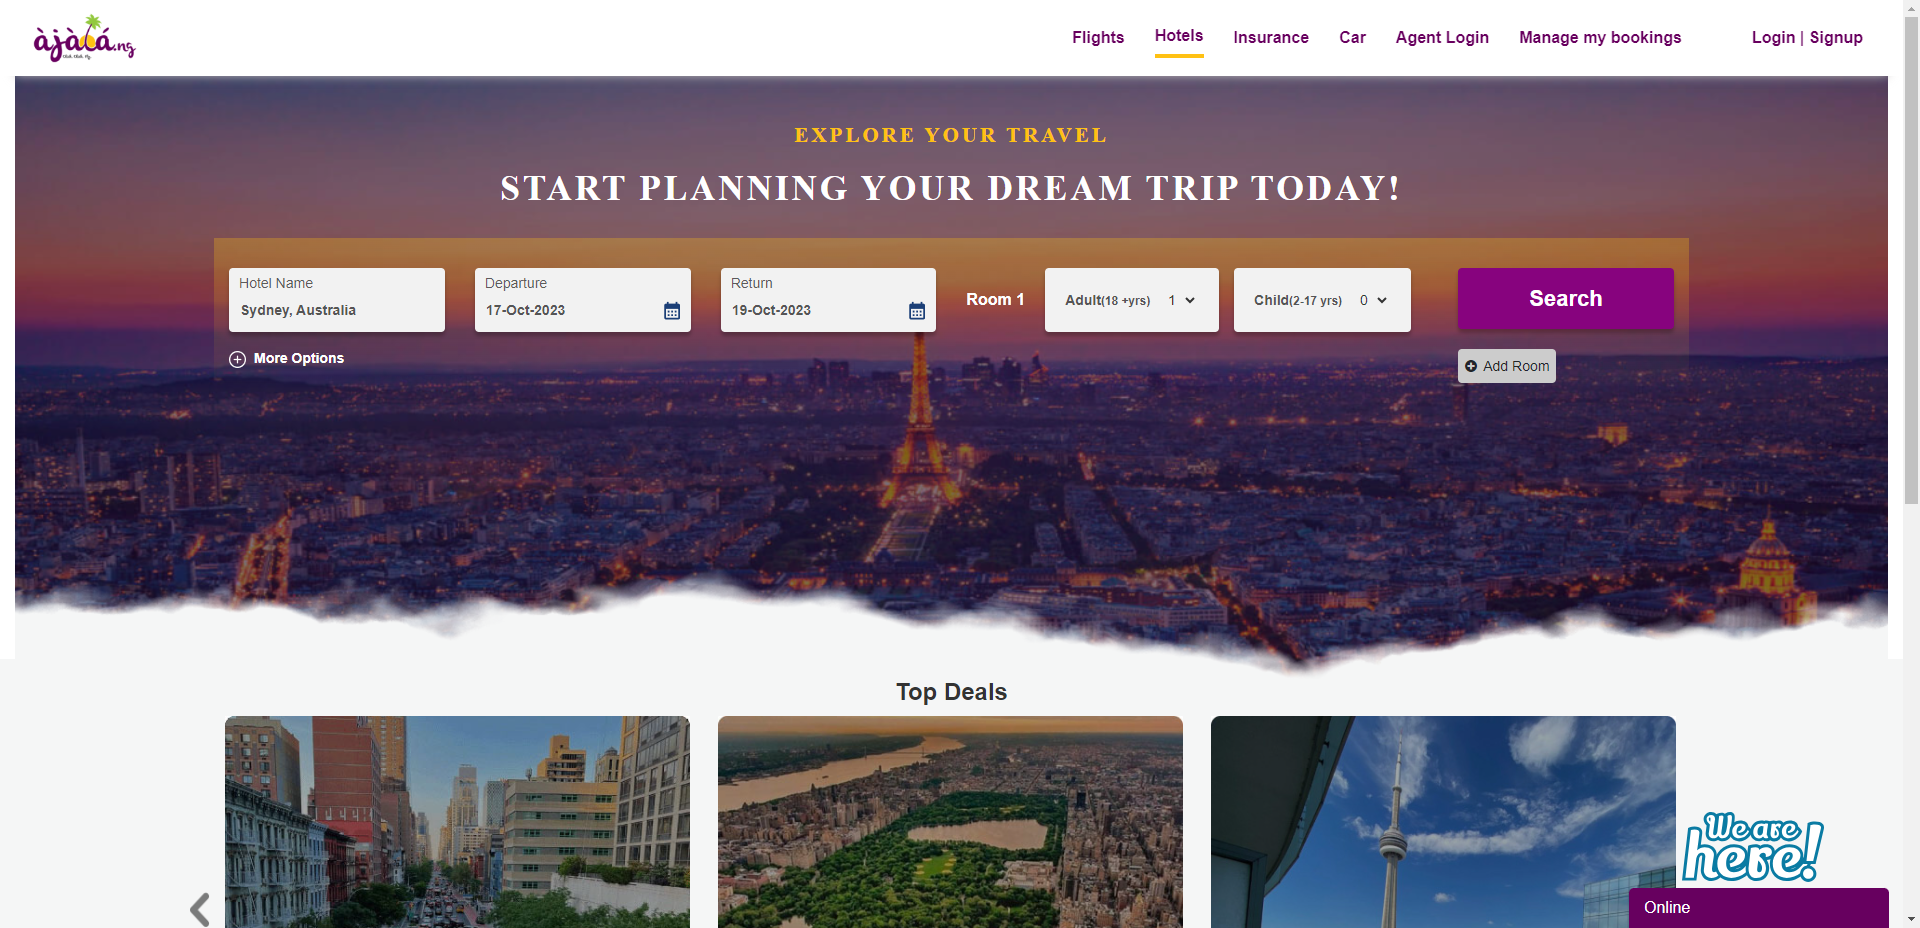 àjàlá.ng
Flights
Hotels
Insurance
Car
Agent Login
Manage my bookings
Login | Signup
EXPLORE YOUR TRAVEL
START PLANNING YOUR DREAM TRIP TODAY!
Hotel Name
Sydney, Australia
Departure
17-Oct-2023
Return
19-Oct-2023
Room 1
Adult(18 +yrs) 1
Child(2-17 yrs) 0
Search
More Options
Add Room
Top Deals
We are
here!
Online